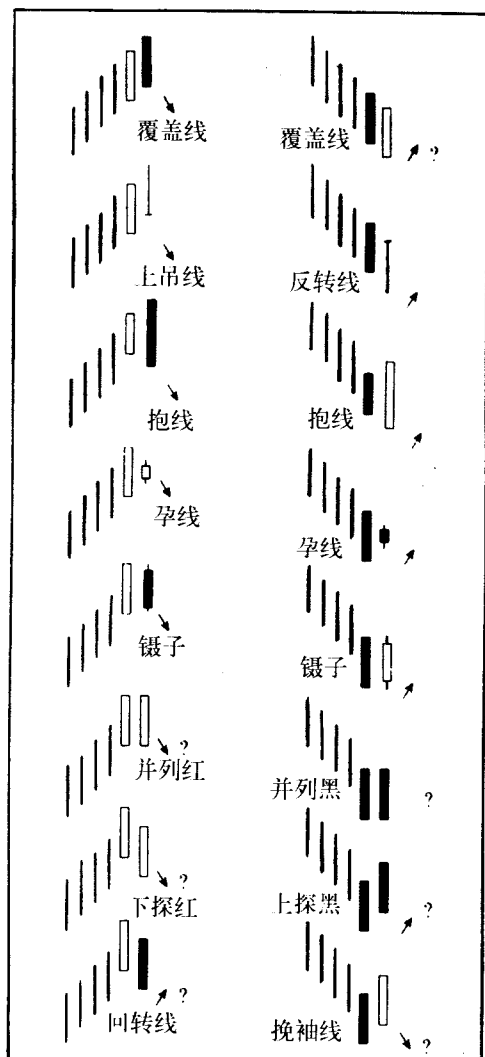 覆盖线
覆盖线 ?
上吊线
反转线
抱线
抱线
孕线
孕线
镊子
镊子
?
并列红
并列黑 ?
?
下探红
上探黑 ?
?
回转线
挽袖线
?